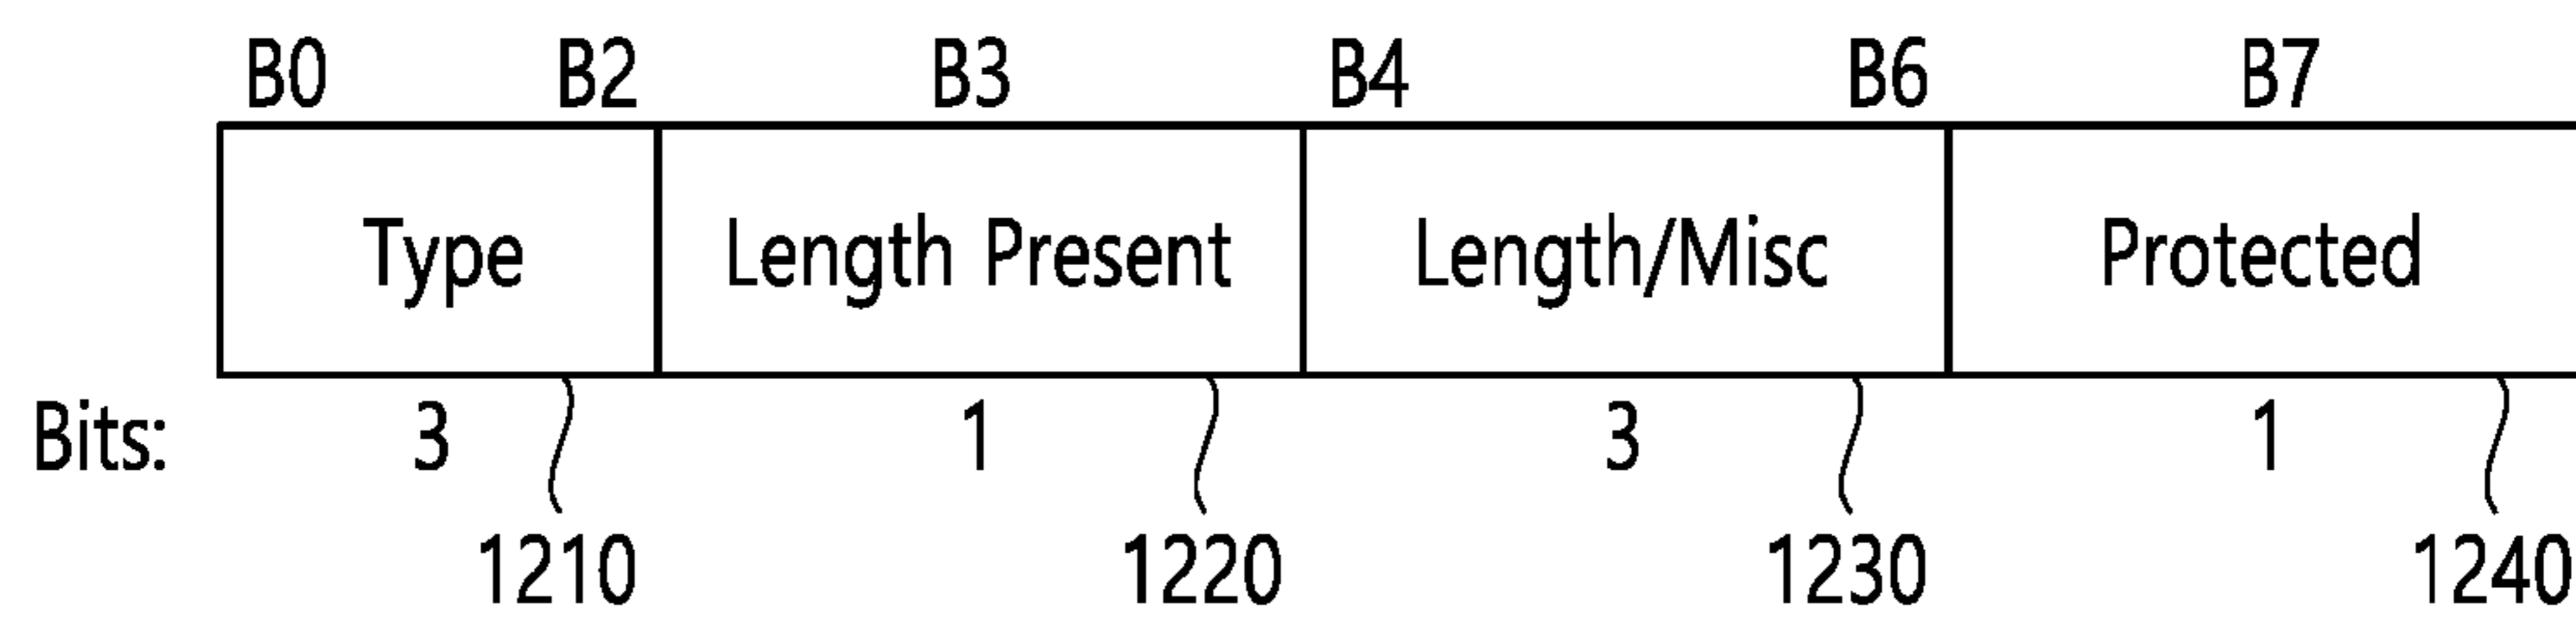 B0 B2 B3 B4 B6 B7
Type Length Present Length/Misc Protected
Bits: 3 1 3 1
1210 1220 1230 1240